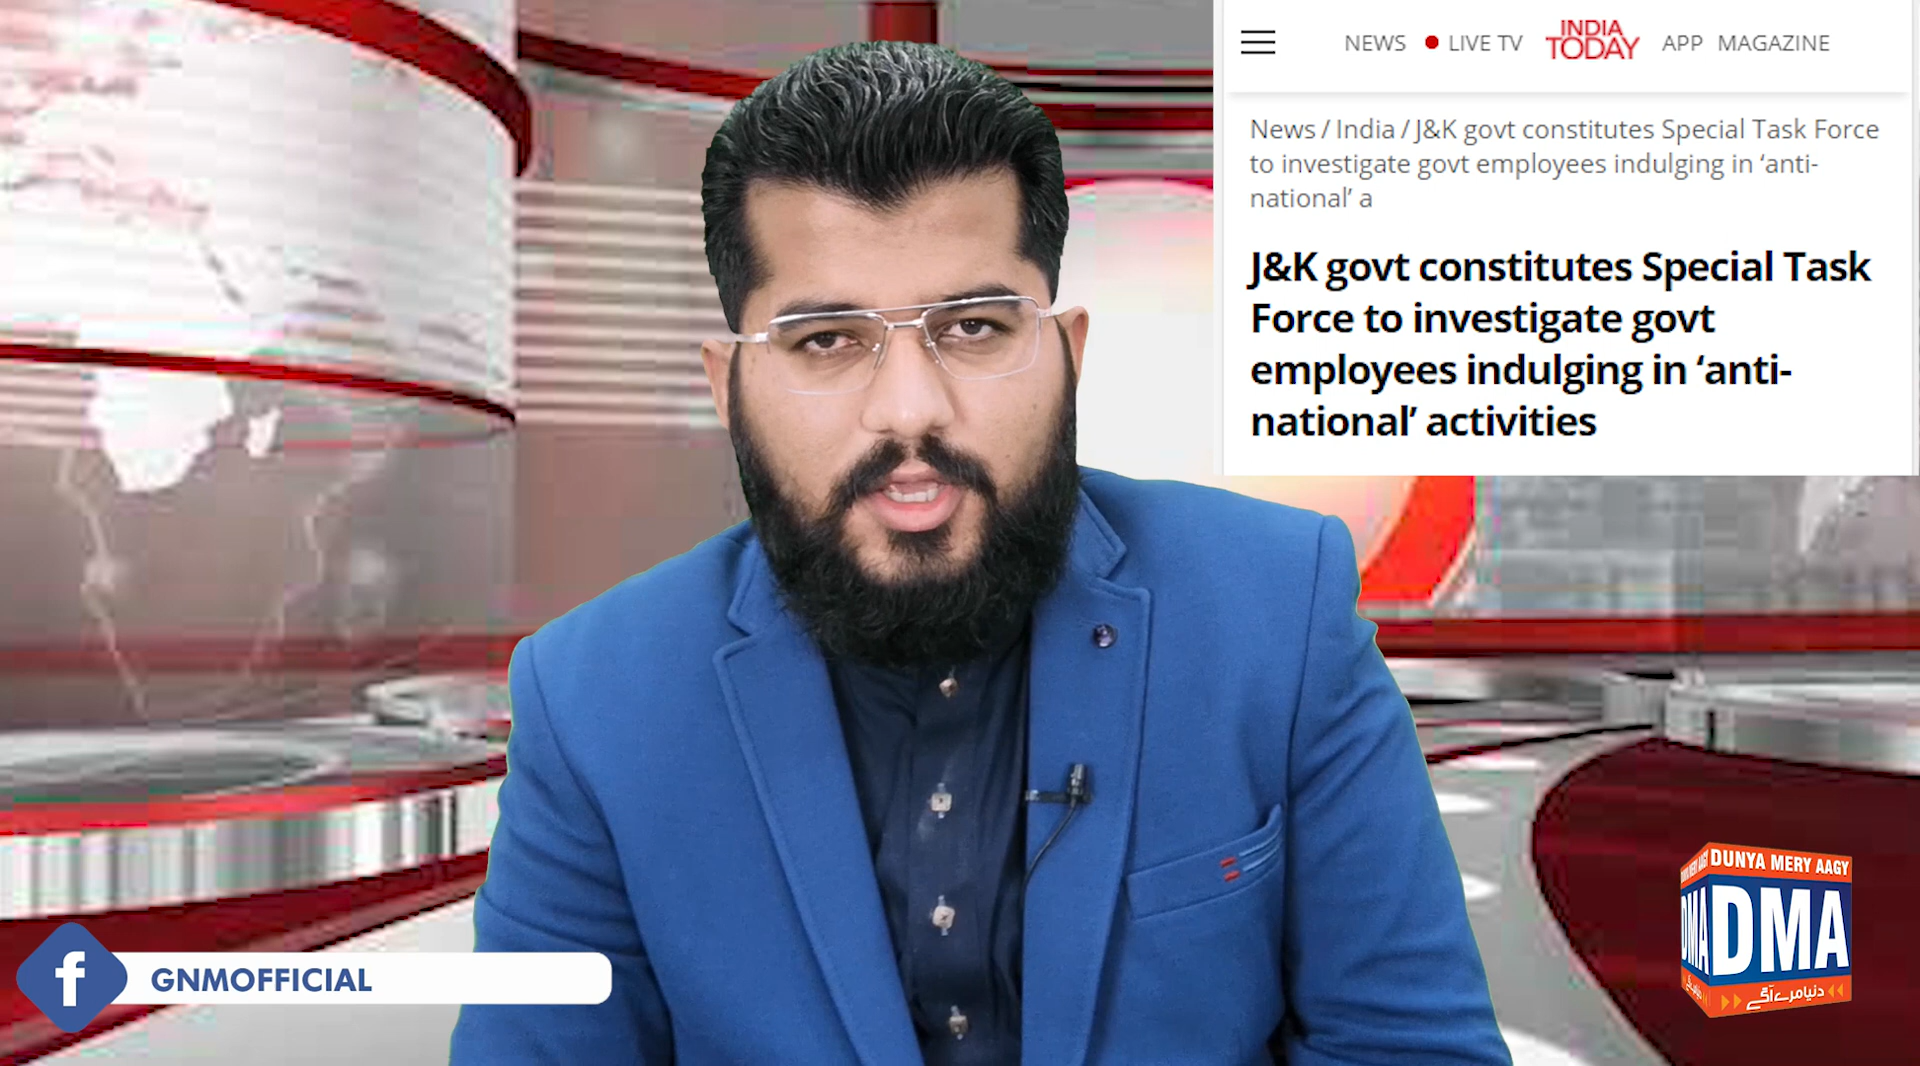 NEWS LIVE TV INDIA TODAY APP MAGAZINE
News / India / J&K govt constitutes Special Task Force
to investigate govt employees indulging in ‘anti-
national’ a
J&K govt constitutes Special Task
Force to investigate govt
employees indulging in ‘anti-
national’ activities
f GNMOFFICIAL
DUNYA MERY AAGY
DMA
DMA
دنیا مرے آگے